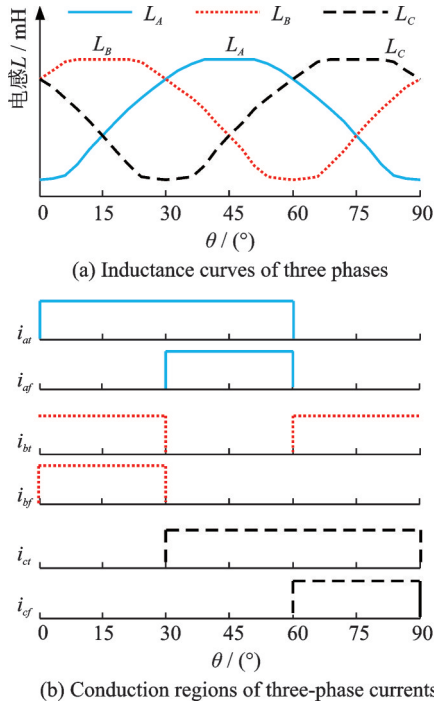 L_A L_B L_C
电感L / mH
L_B L_A L_C
0 15 30 45 60 75 90
θ / (°)
(a) Inductance curves of three phases
i_at
i_af
i_bt
i_bf
i_ct
i_cf
0 15 30 45 60 75 90
θ / (°)
(b) Conduction regions of three-phase currents